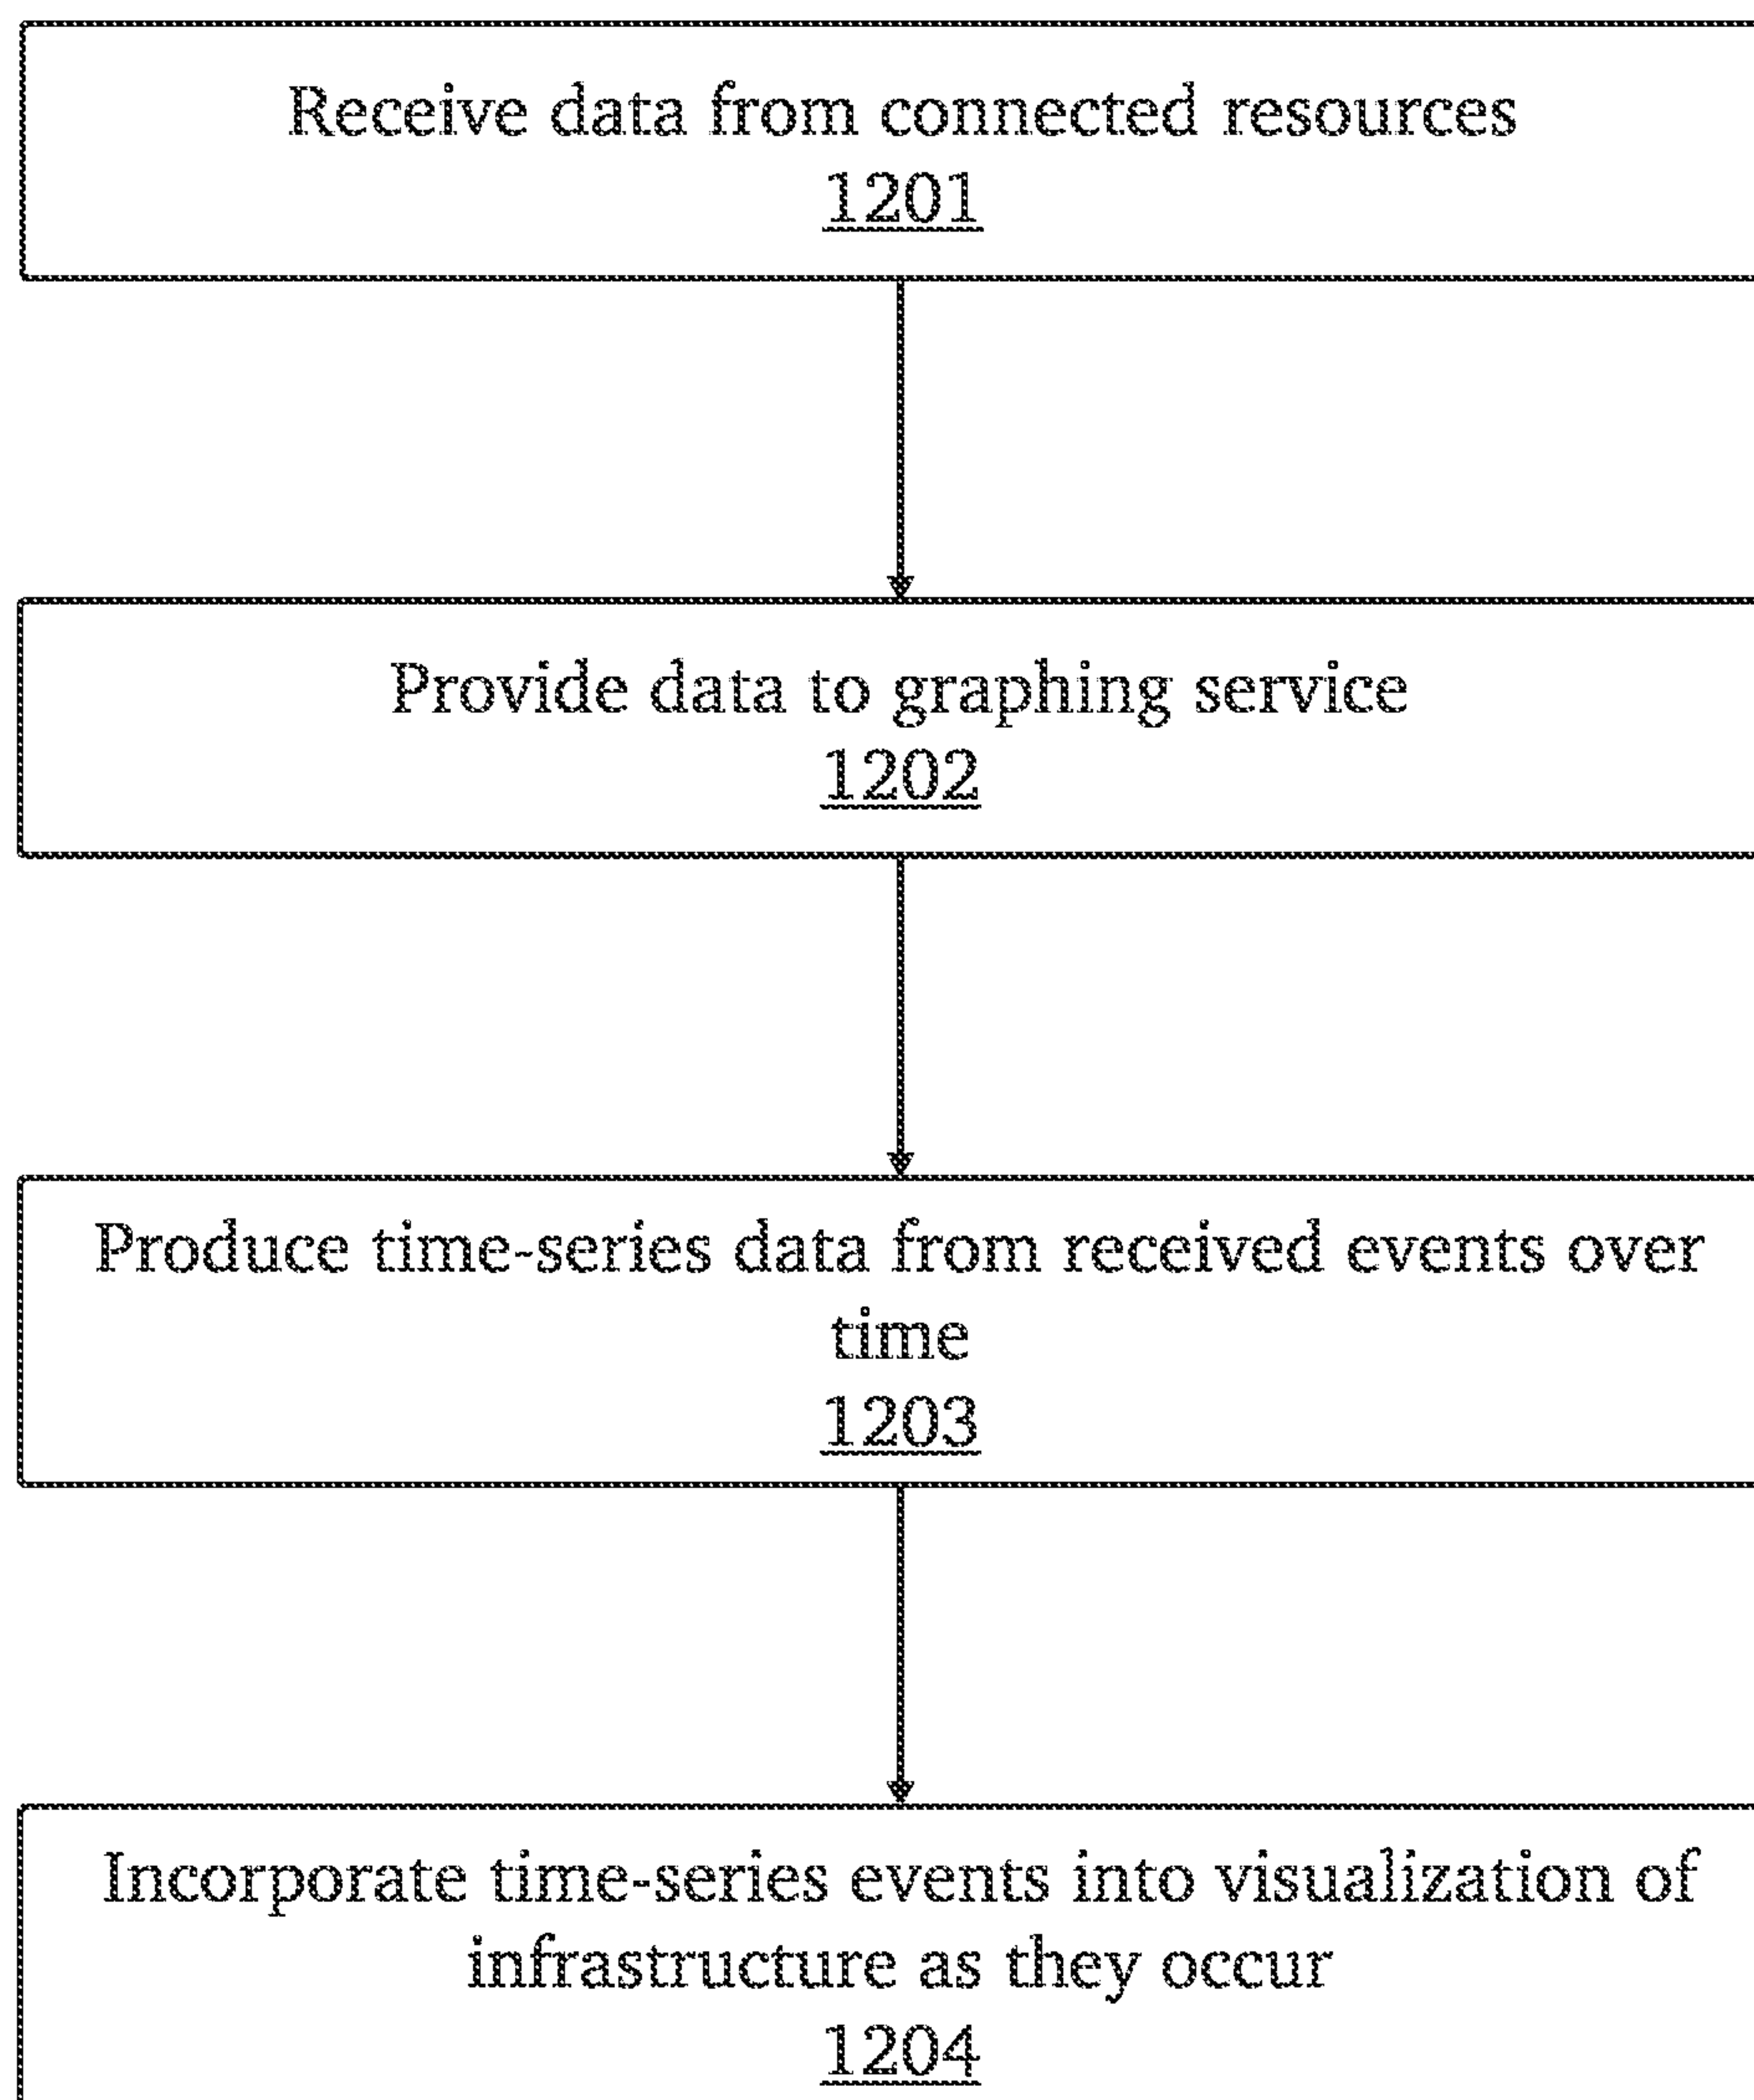 Receive data from connected resources
1201
Provide data to graphing service
1202
Produce time-series data from received events over
time
1203
Incorporate time-series events into visualization of
infrastructure as they occur
1204